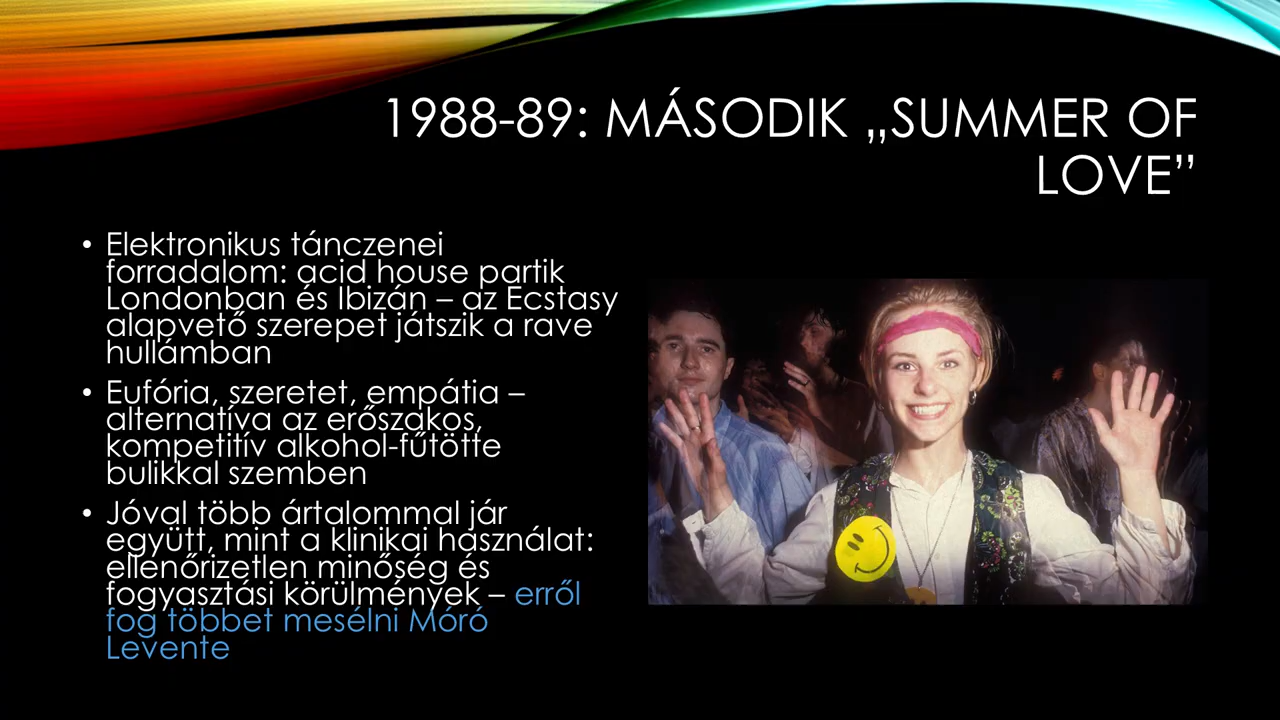 1988-89: MÁSODIK „SUMMER OF
LOVE”
• Elektronikus tánczenei
forradalom: acid house partik
Londonban és Ibizán – az Ecstasy
alapvető szerepet játszik a rave
hullámban
• Eufória, szeretet, empátia –
alternatíva az erőszakos,
kompetitív alkohol-fűtötte
bulikkal szemben
• Jóval több ártalommal jár
együtt, mint a klinikai használat:
ellenőrizetlen minőség és
fogyasztási körülmények – erről
fog többet mesélni Móró
Levente